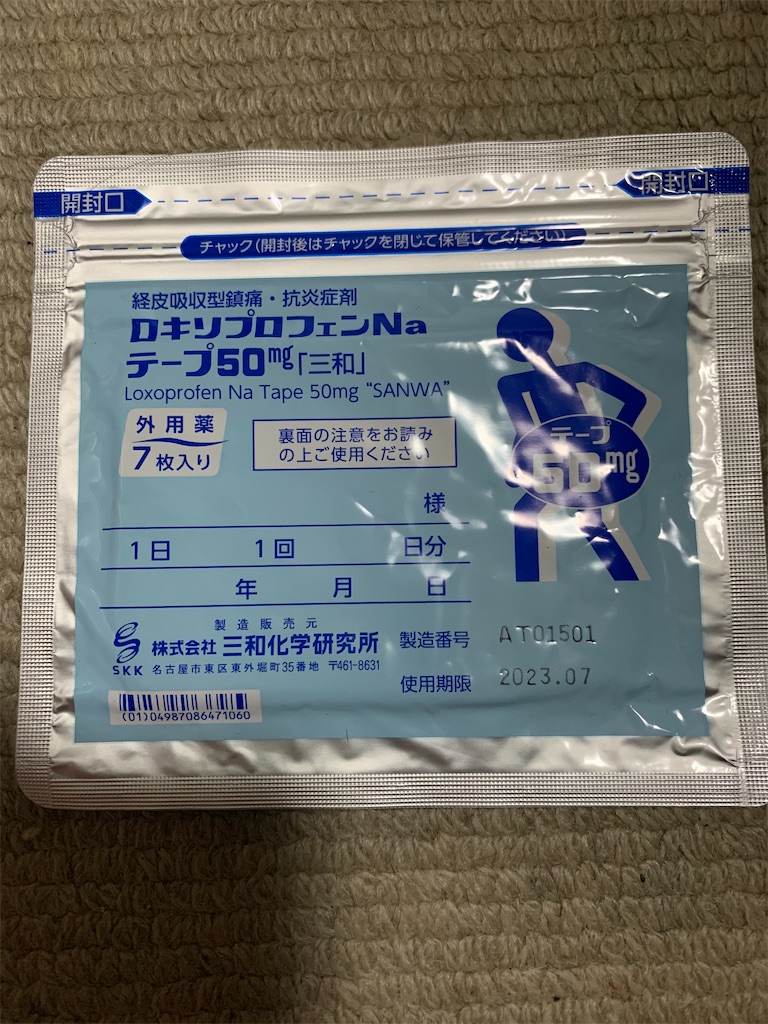 開封口
開封口
チャック(開封後はチャックを閉じて保管してください)
経皮吸収型鎮痛・抗炎症剤
ロキソプロフェンNa
テープ50mg「三和」
Loxoprofen Na Tape 50mg “SANWA”
外用薬
7枚入り
裏面の注意をお読み
の上ご使用ください
テープ
50mg
様
1日 1回 日分
年 月 日
製造販売元
SKK
株式会社 三和化学研究所
名古屋市東区東外堀町35番地 〒461-8631
製造番号 AT01501
使用期限 2023.07
(01)04987086471060